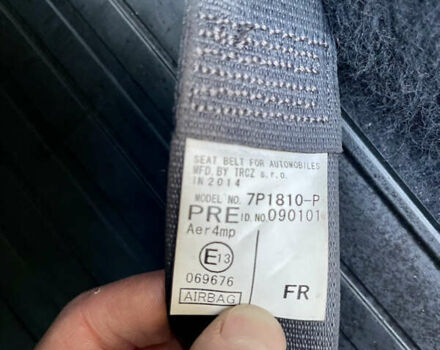 SEAT BELT FOR AUTOMOBILES
MFD. BY TRCZ s.r.o.
IN 2014
MODEL NO. 7P1810-P
PRE ID.NO. 090101
Aer4mp
E13
069676
AIRBAG FR